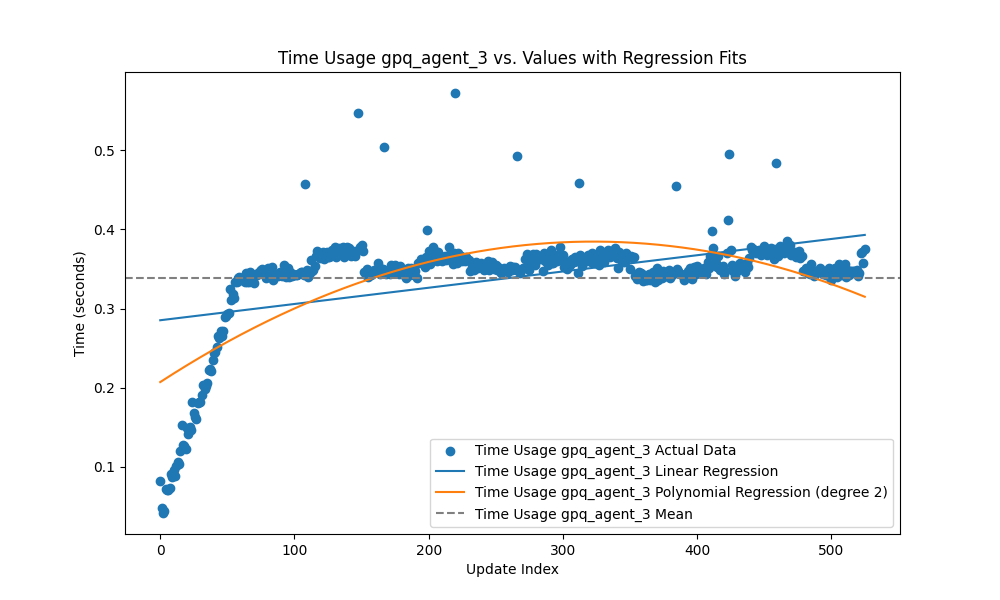 Time Usage gpq_agent_3 vs. Values with Regression Fits
Time (seconds)
0.5
0.4
0.3
0.2
0.1
0
100
200
300
400
500
Update Index
Time Usage gpq_agent_3 Actual Data
Time Usage gpq_agent_3 Linear Regression
Time Usage gpq_agent_3 Polynomial Regression (degree 2)
Time Usage gpq_agent_3 Mean